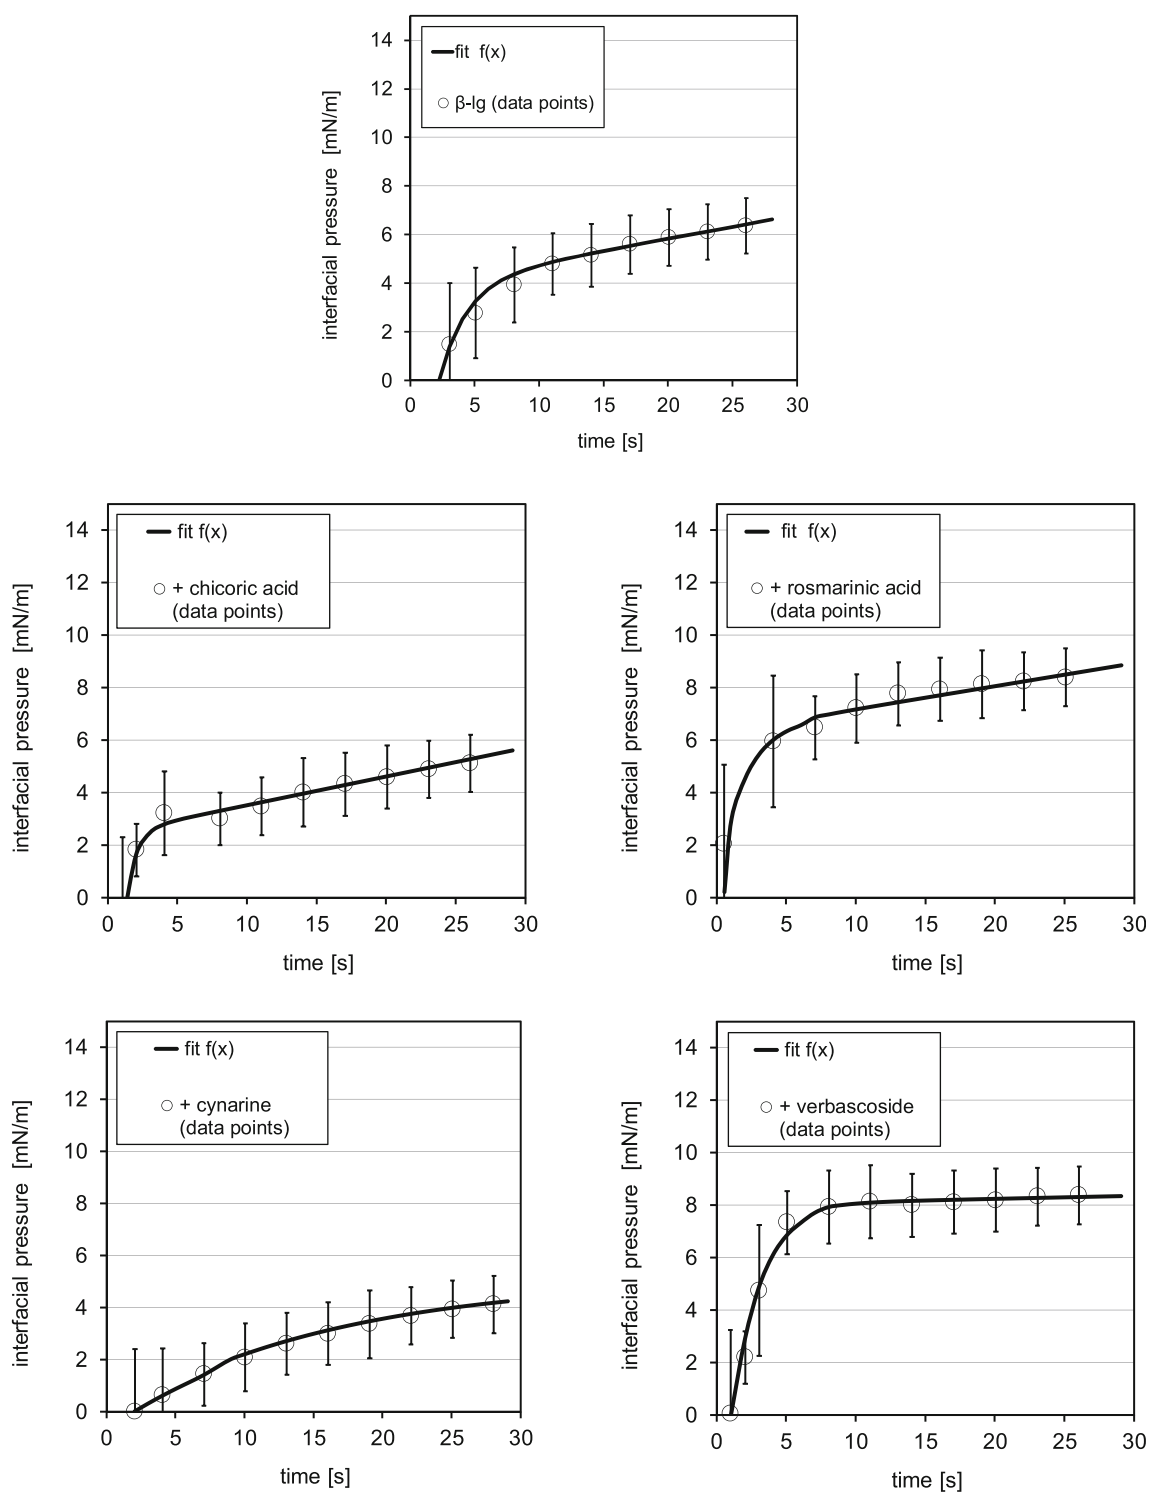 fit f(x)
β-lg (data points)
interfacial pressure [mN/m]
14
12
10
8
6
4
2
0
0 5 10 15 20 25 30
time [s]
fit f(x)
+ chicoric acid
(data points)
interfacial pressure [mN/m]
14
12
10
8
6
4
2
0
0 5 10 15 20 25 30
time [s]
fit f(x)
+ rosmarinic acid
(data points)
interfacial pressure [mN/m]
14
12
10
8
6
4
2
0
0 5 10 15 20 25 30
time [s]
fit f(x)
+ cynarine
(data points)
interfacial pressure [mN/m]
14
12
10
8
6
4
2
0
0 5 10 15 20 25 30
time [s]
fit f(x)
+ verbascoside
(data points)
interfacial pressure [mN/m]
14
12
10
8
6
4
2
0
0 5 10 15 20 25 30
time [s]